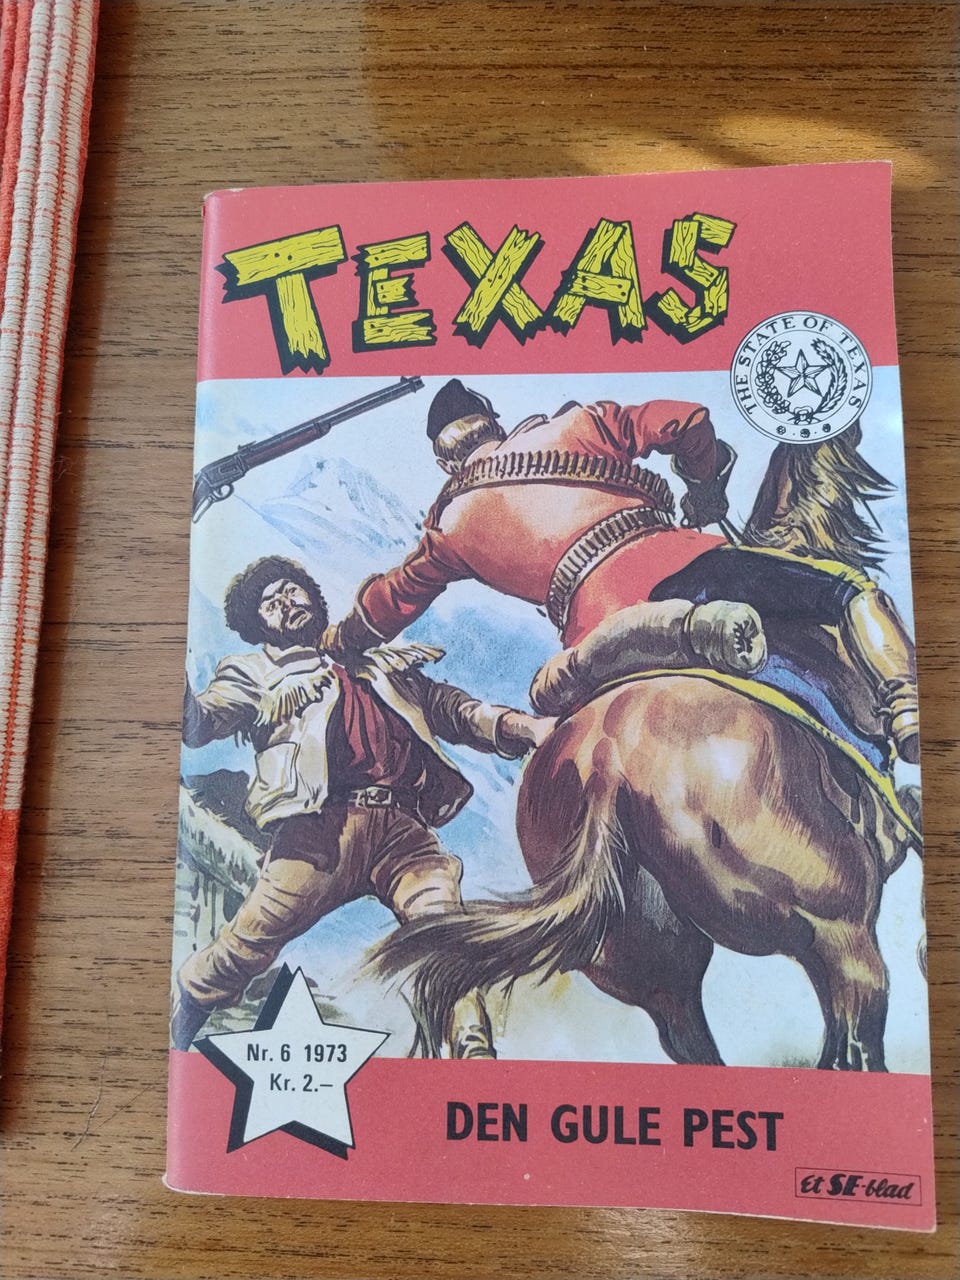 TEXAS
THE STATE OF TEXAS
Nr. 6 1973
Kr. 2.–
DEN GULE PEST
Et SE-blad